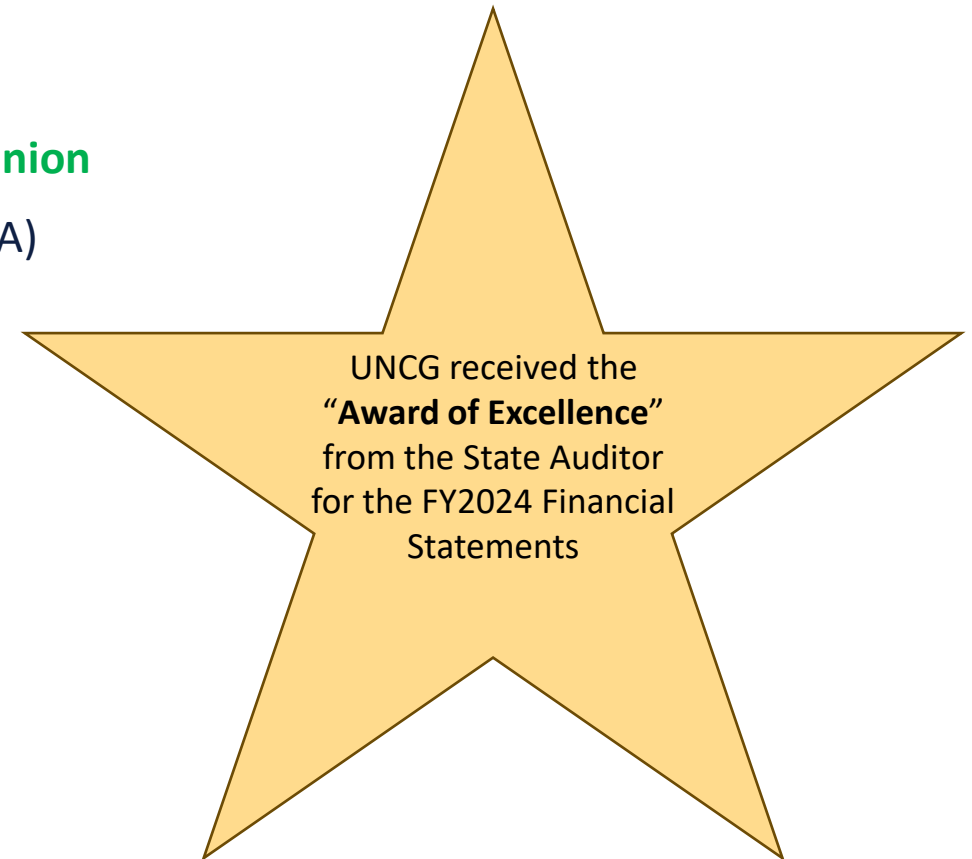 nion
A)
UNCG received the
“Award of Excellence”
from the State Auditor
for the FY2024 Financial
Statements